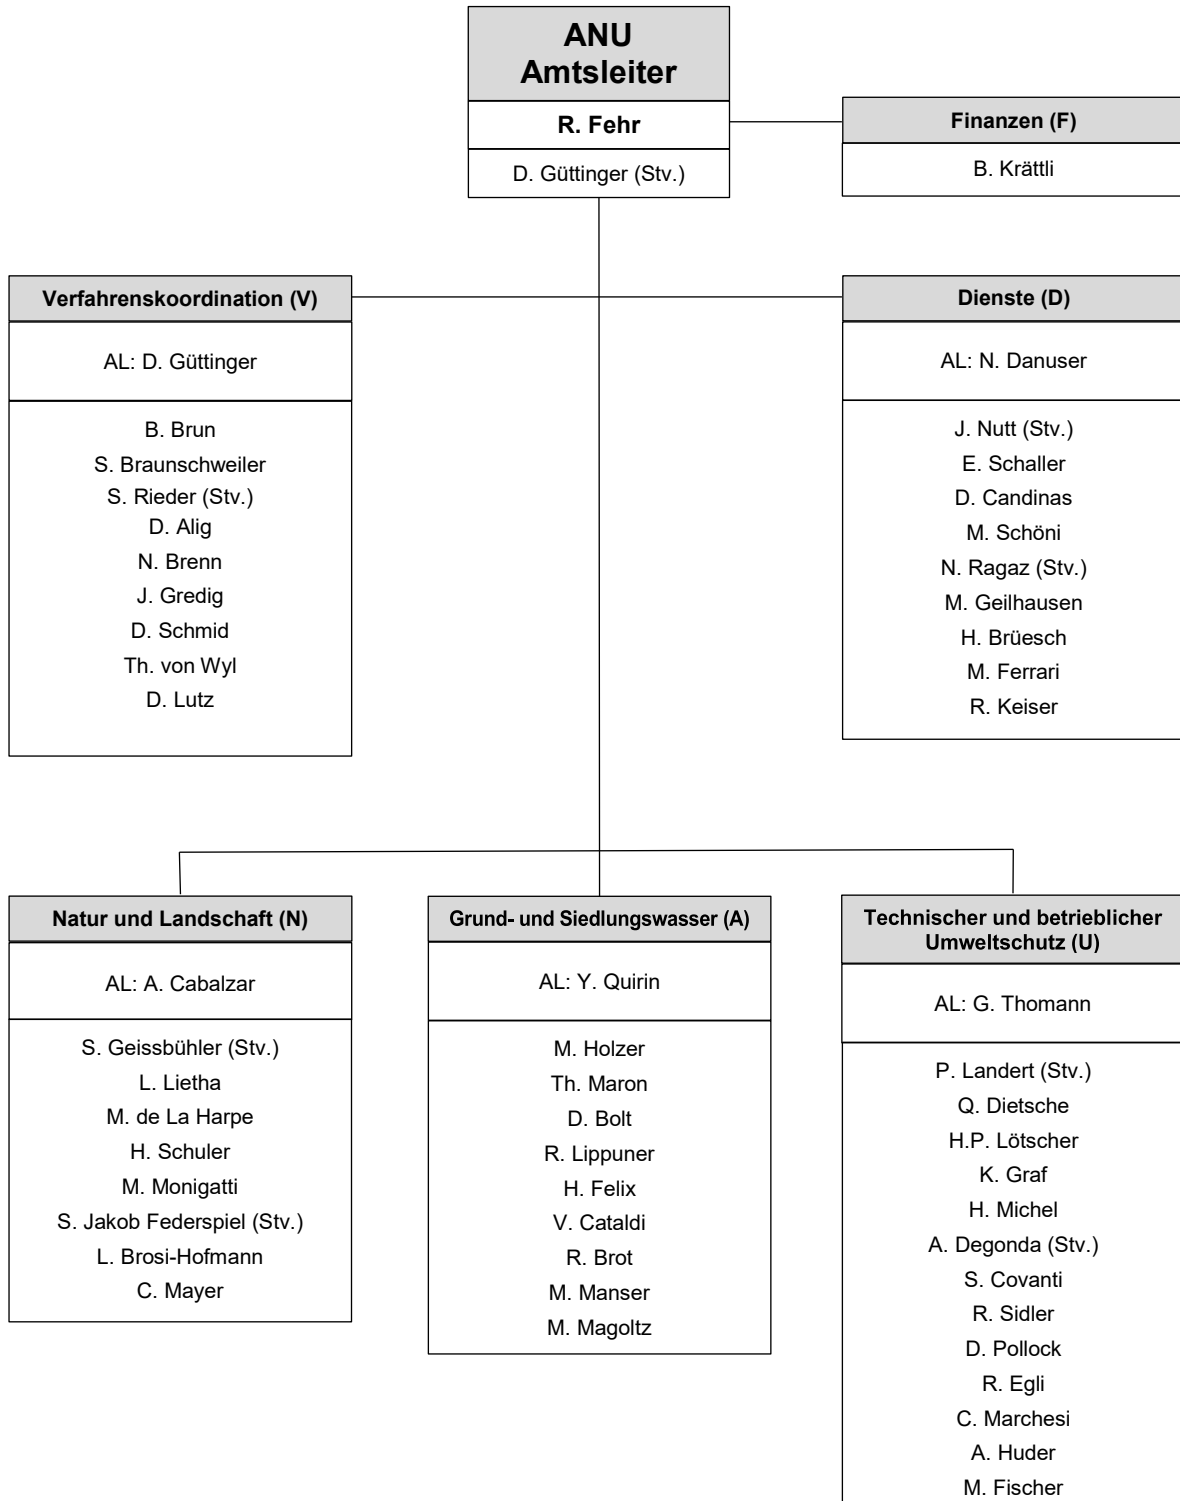 ANU
Amtsleiter
R. Fehr
D. Güttinger (Stv.)
Finanzen (F)
B. Krättli
Verfahrenskoordination (V)
AL: D. Güttinger
B. Brun
S. Braunschweiler
S. Rieder (Stv.)
D. Alig
N. Brenn
J. Gredig
D. Schmid
Th. von Wyl
D. Lutz
Dienste (D)
AL: N. Danuser
J. Nutt (Stv.)
E. Schaller
D. Candinas
M. Schöni
N. Ragaz (Stv.)
M. Geilhausen
H. Brüesch
M. Ferrari
R. Keiser
Natur und Landschaft (N)
AL: A. Cabalzar
S. Geissbühler (Stv.)
L. Lietha
M. de La Harpe
H. Schuler
M. Monigatti
S. Jakob Federspiel (Stv.)
L. Brosi-Hofmann
C. Mayer
Grund- und Siedlungswasser (A)
AL: Y. Quirin
M. Holzer
Th. Maron
D. Bolt
R. Lippuner
H. Felix
V. Cataldi
R. Brot
M. Manser
M. Magoltz
Technischer und betrieblicher
Umweltschutz (U)
AL: G. Thomann
P. Landert (Stv.)
Q. Dietsche
H.P. Lötscher
K. Graf
H. Michel
A. Degonda (Stv.)
S. Covanti
R. Sidler
D. Pollock
R. Egli
C. Marchesi
A. Huder
M. Fischer